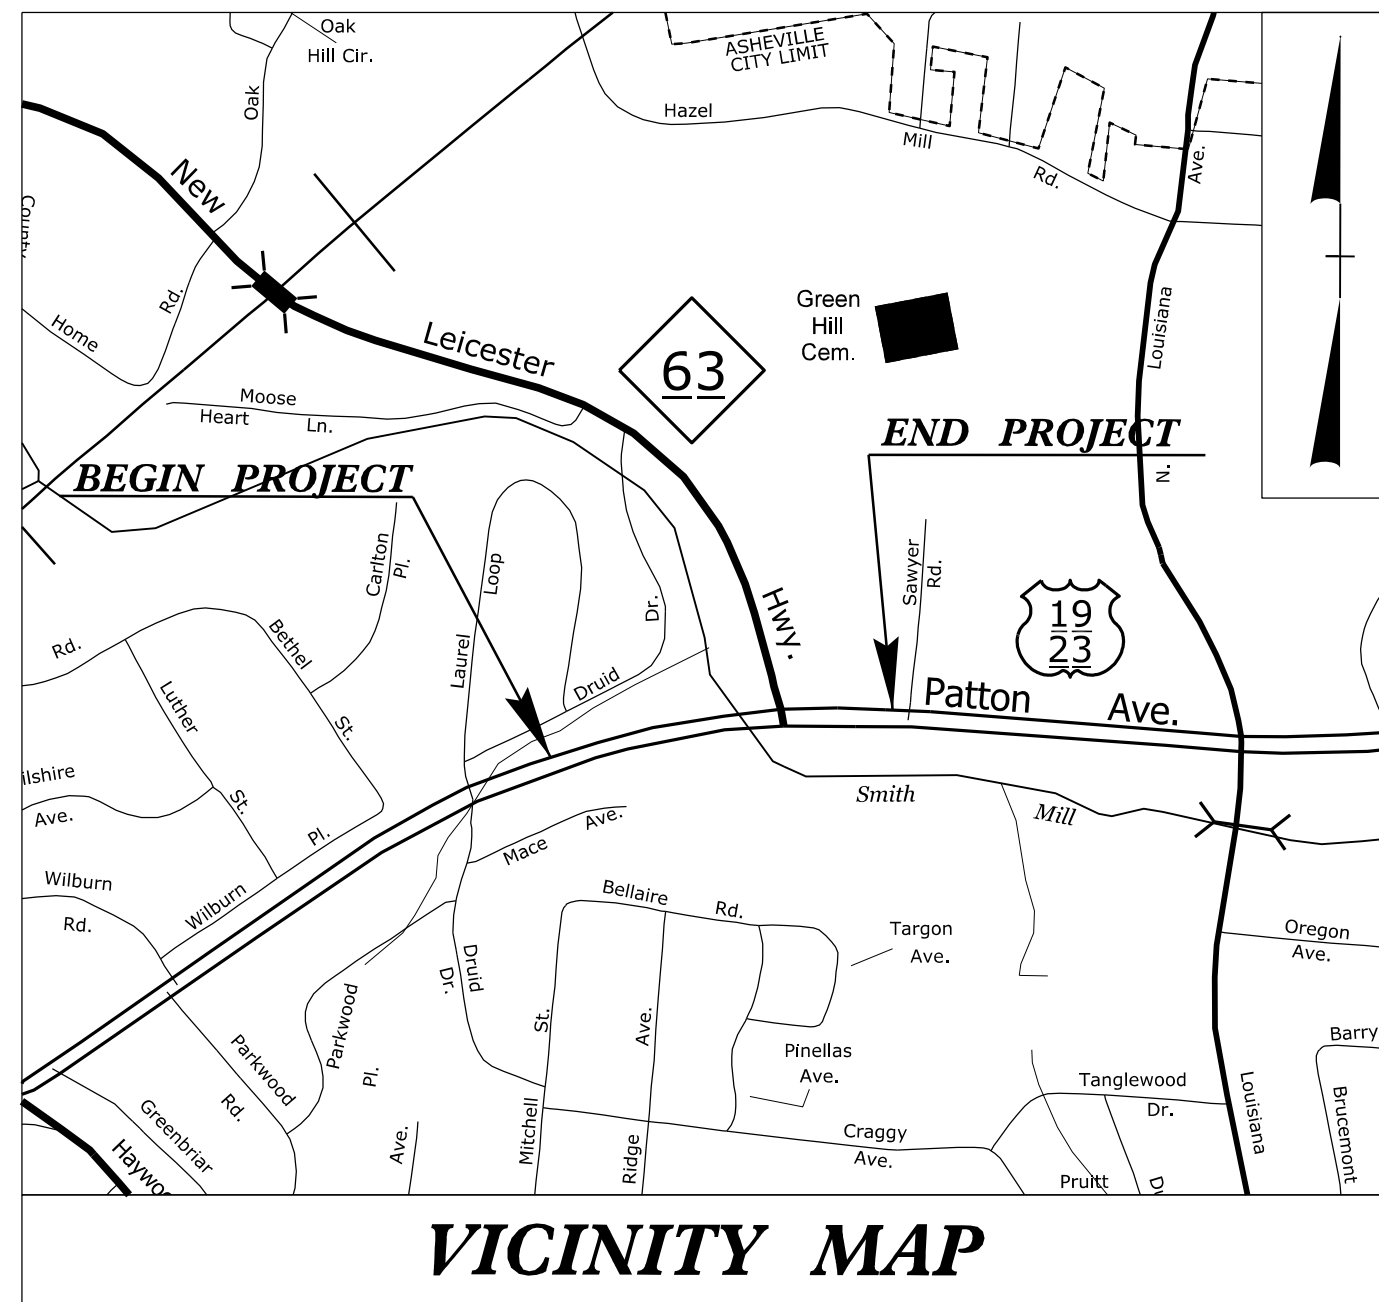 Oak
Hill Cir.
ASHEVILLE
CITY LIMIT
Oak
Hazel
Mill
Rd.
Ave.
New
County
Home
Rd.
Leicester
63
Green
Hill
Cem.
Louisiana
Moose
Heart Ln.
END PROJECT
N.
BEGIN PROJECT
Carlton
Pl.
Loop
Laurel
Dr.
Druid
Hwy.
Sawyer
Rd.
19
23
Patton Ave.
Rd.
Bethel
St.
Luther
St.
ilshire
Ave.
Smith
Mill
Wilburn
Rd.
Wilburn
Pl.
Mace
Ave.
Bellaire
Rd.
Targon
Ave.
Oregon
Ave.
Druid
Dr.
Parkwood
Pl.
Parkwood
Rd.
St.
Mitchell
Ave.
Ridge
Pinellas
Ave.
Barry
Tanglewood
Dr.
Louisiana
Brucemont
Greenbriar
Haywo
Ave.
Craggy
Ave.
Pruitt
VICINITY MAP